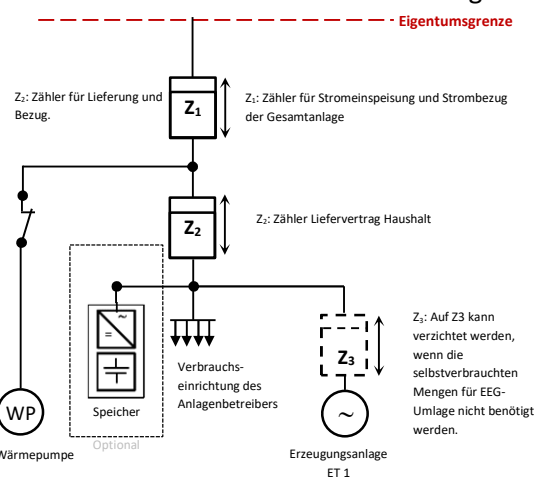 Eigentumsgrenze
Z₂: Zähler für Lieferung und
Bezug.
Z₁
Z₁: Zähler für Stromeinspeisung und Strombezug
der Gesamtanlage
Z₂
Z₂: Zähler Liefervertrag Haushalt
~
=
Speicher
Optional
Verbrauchs-
einrichtung des
Anlagenbetreibers
Z₃
Z₃: Auf Z3 kann
verzichtet werden,
wenn die
selbstverbrauchten
Mengen für EEG-
Umlage nicht benötigt
werden.
WP
Wärmepumpe
~
Erzeugungsanlage
ET 1